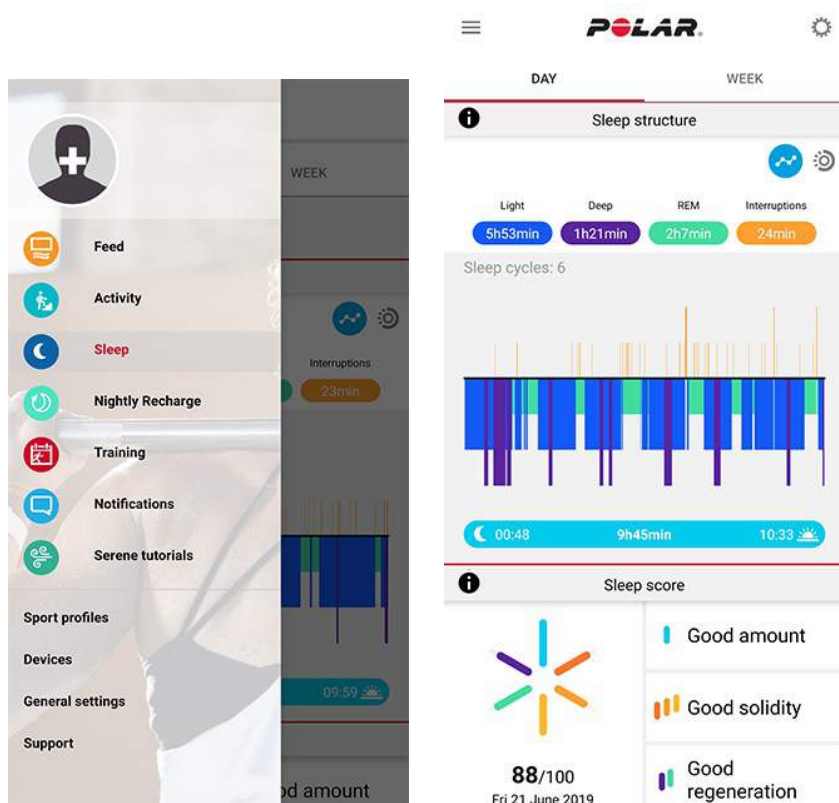 WEEK
Feed
Activity
Sleep
Interruptions
Nightly Recharge
23min
Training
Notifications
Serene tutorials
Sport profiles
Devices
General settings
09:59
Support
od amount
POLAR.
DAY WEEK
Sleep structure
Light Deep REM Interruptions
5h53min 1h21min 2h7min 24min
Sleep cycles: 6
00:48 9h45min 10:33
Sleep score
Good amount
Good solidity
88/100
Fri 21 June 2019
Good
regeneration